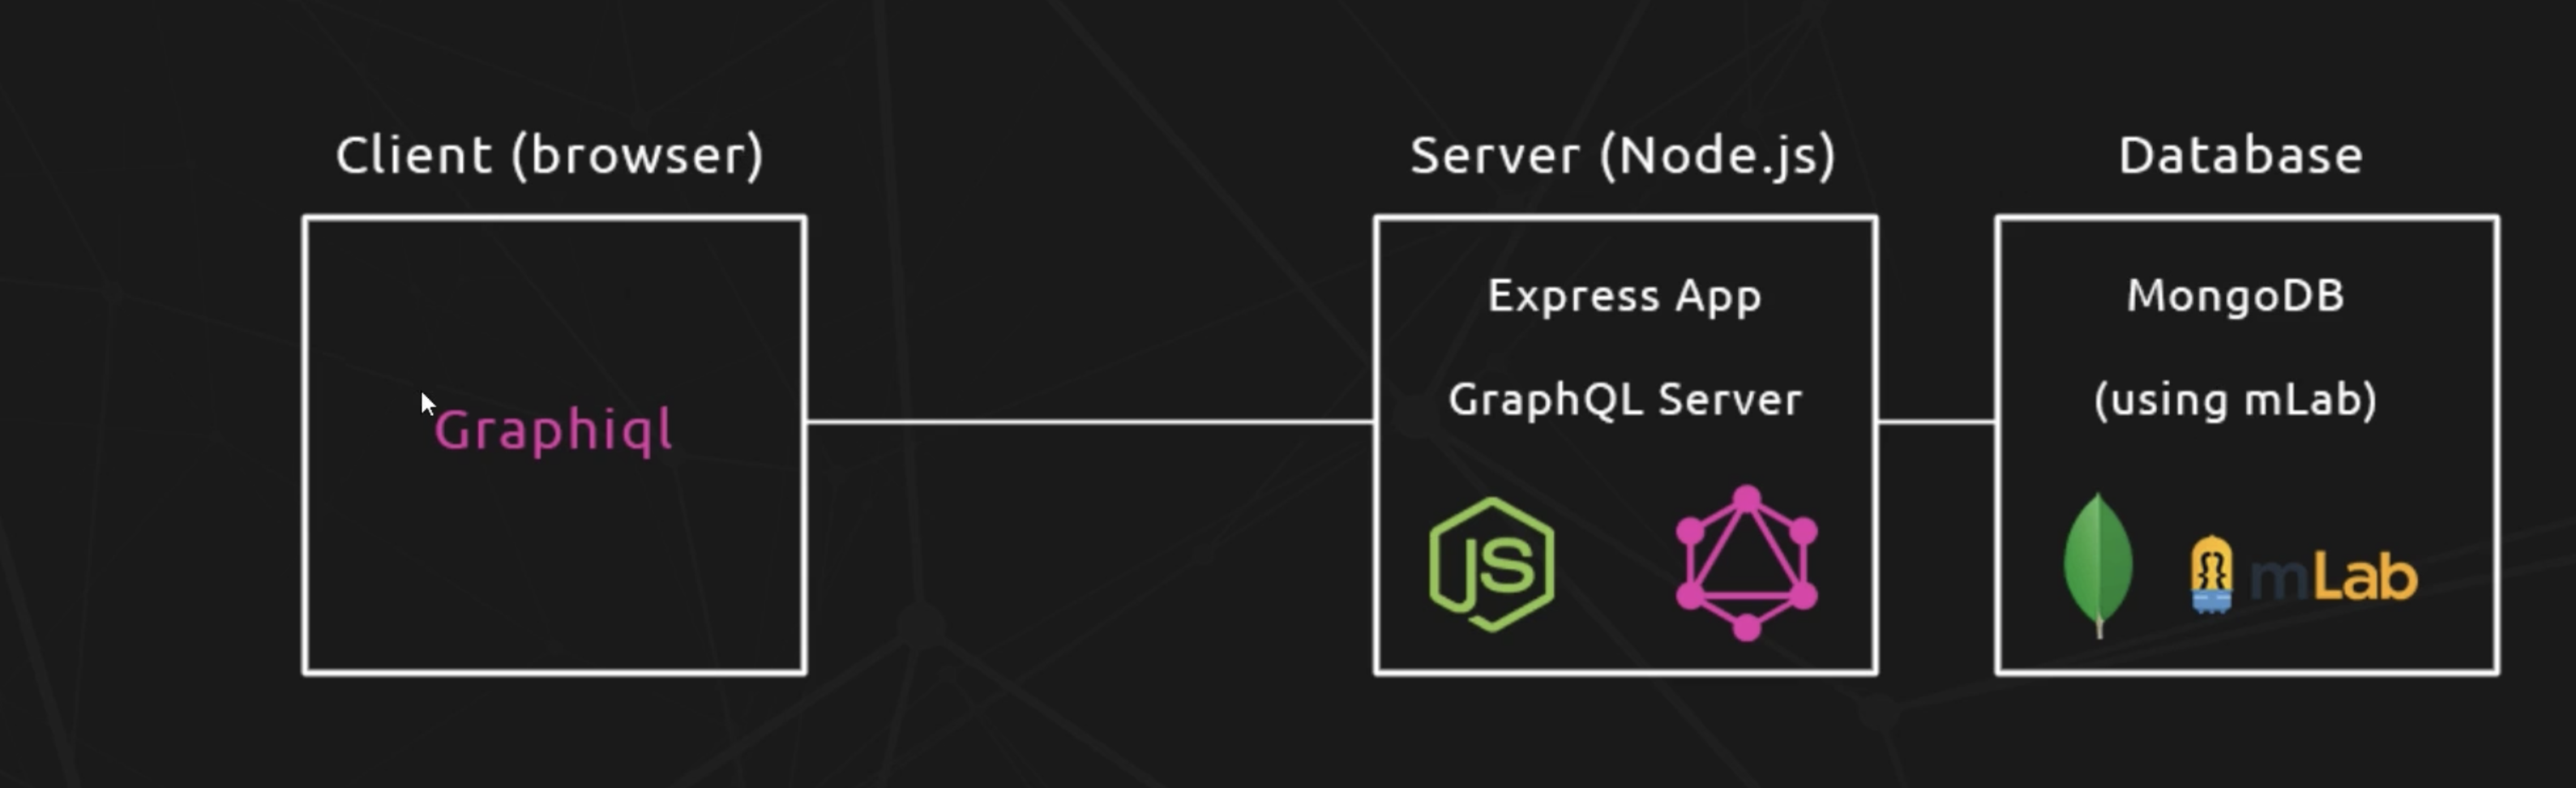 Client (browser)
Graphiql
Server (Node.js)
Express App
GraphQL Server
JS
Database
MongoDB
(using mLab)
mLab